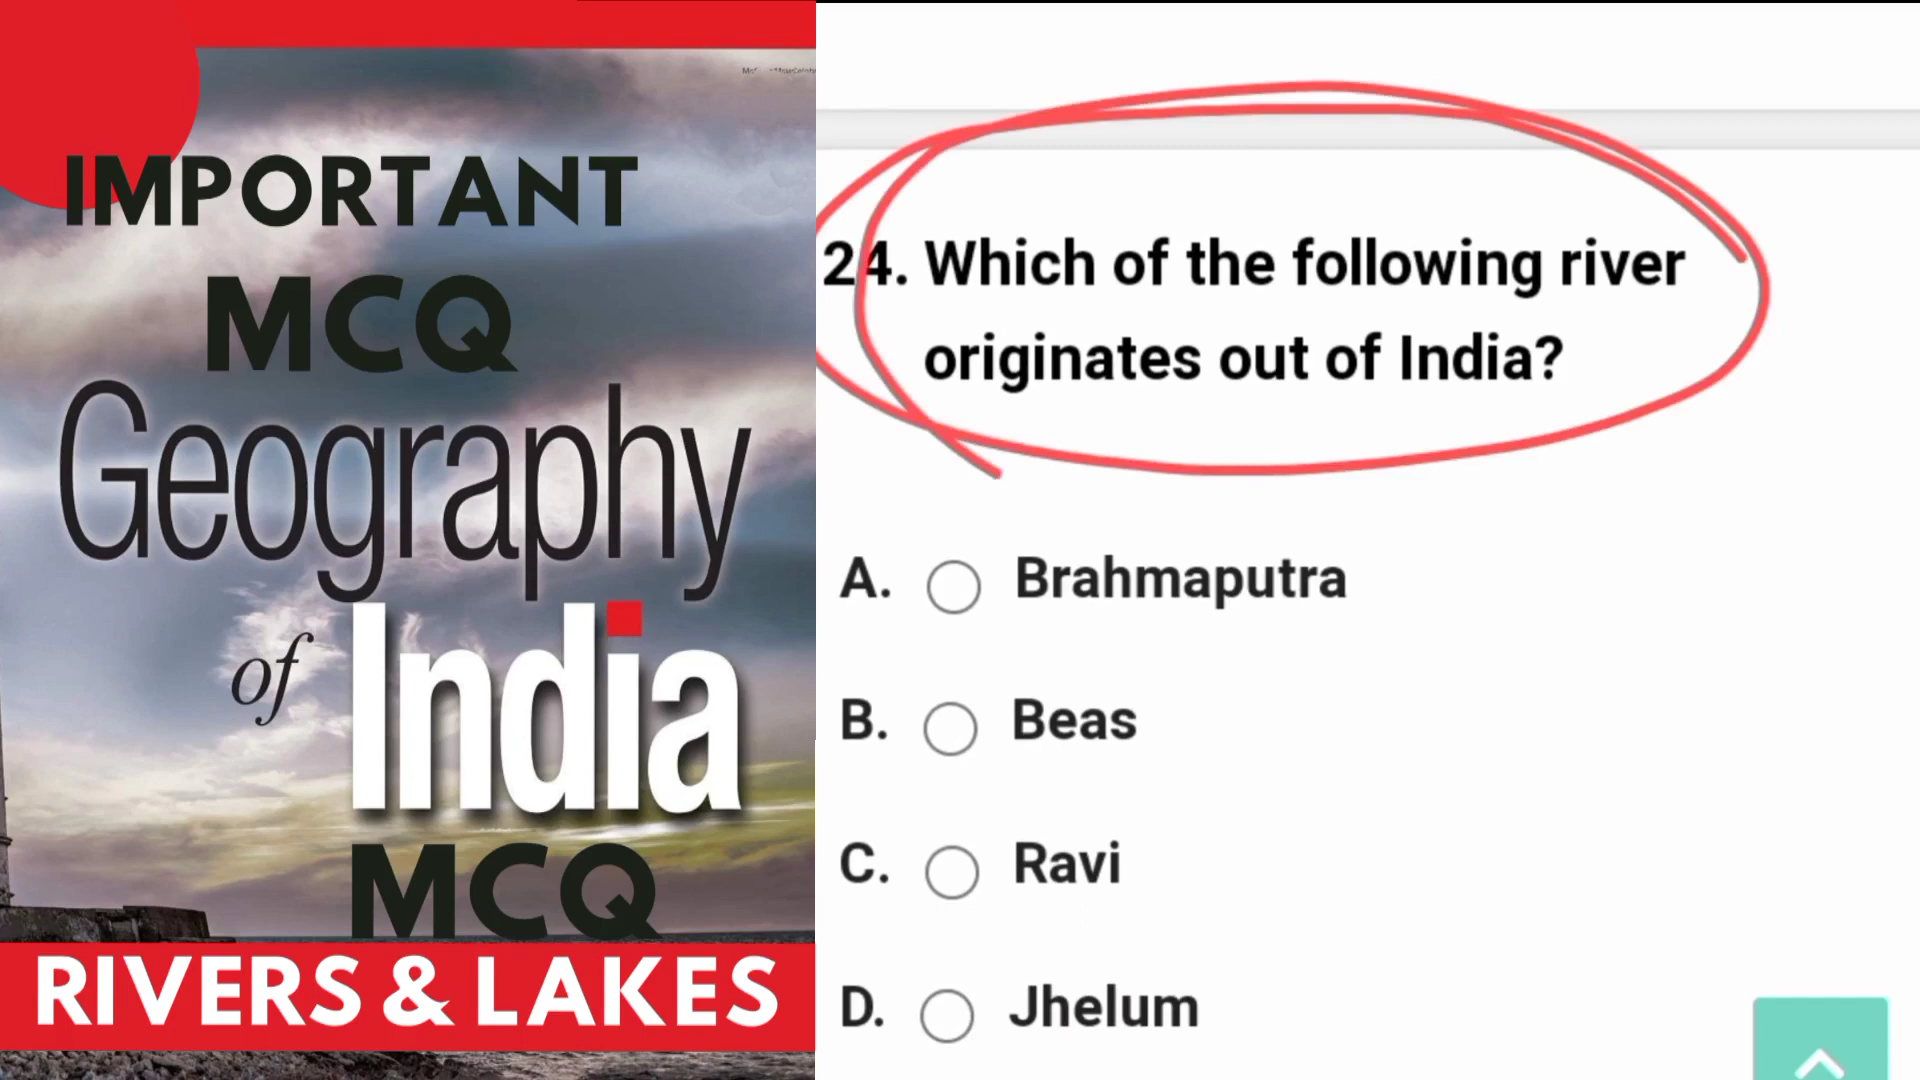 IMPORTANT
MCQ
Geography
of India
MCQ
RIVERS & LAKES
24. Which of the following river
originates out of India?
A. Brahmaputra
B. Beas
C. Ravi
D. Jhelum